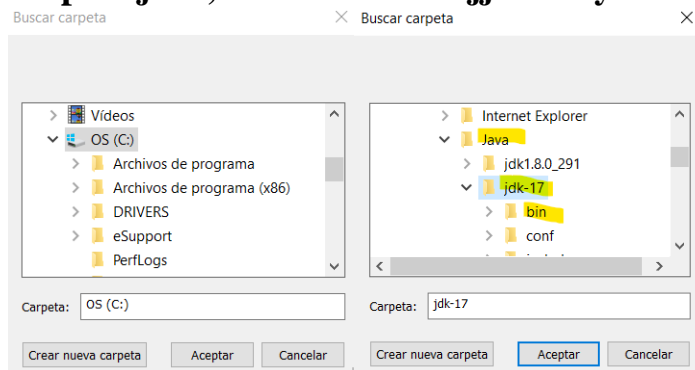 Buscar carpeta
Vídeos
OS (C:)
Archivos de programa
Archivos de programa (x86)
DRIVERS
eSupport
PerfLogs
Carpeta: OS (C:)
Crear nueva carpeta Aceptar Cancelar
Buscar carpeta
Internet Explorer
Java
jdk1.8.0_291
jdk-17
bin
conf
Carpeta: jdk-17
Crear nueva carpeta Aceptar Cancelar